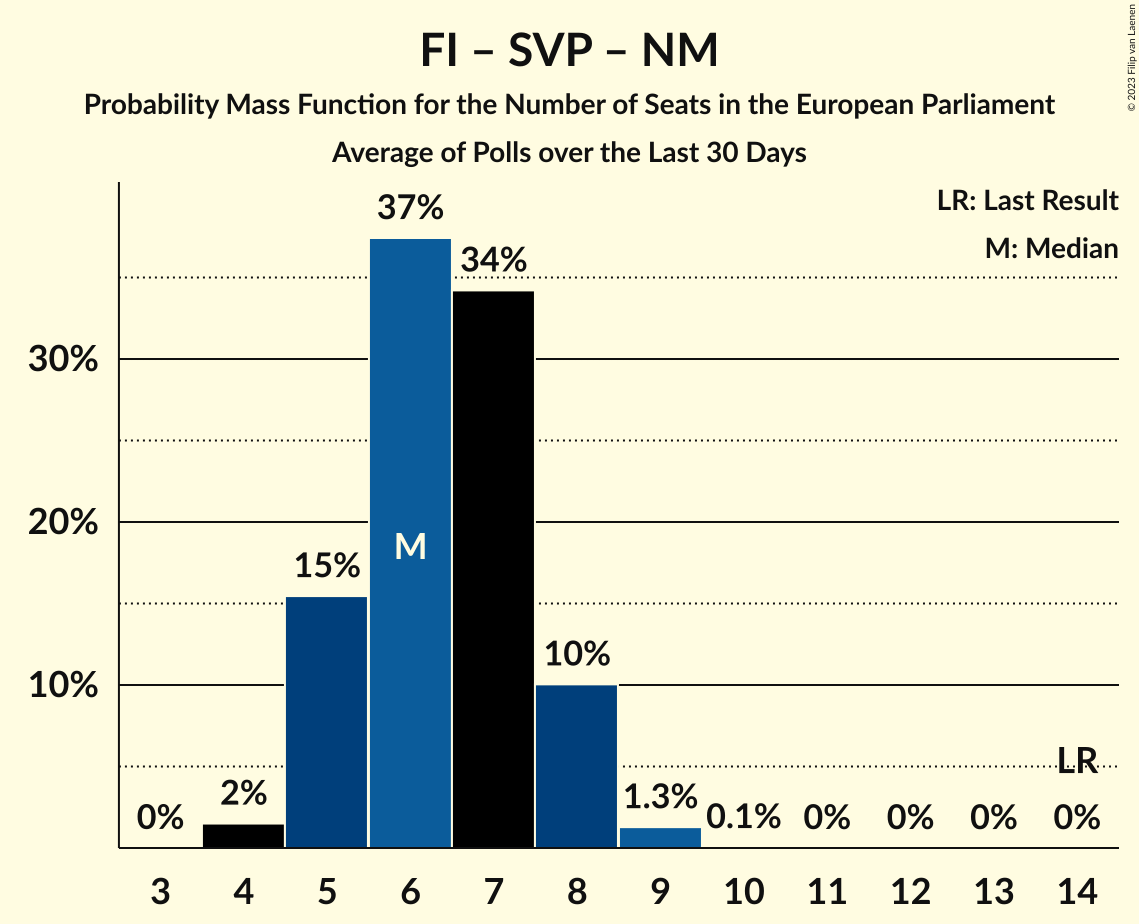 FI – SVP – NM
Probability Mass Function for the Number of Seats in the European Parliament
Average of Polls over the Last 30 Days
© 2023 Filip van Laenen
LR: Last Result
M: Median
37%
34%
30%
20%
M
15%
10%
10%
LR
0%
2%
1.3%
0.1%
0%
0%
0%
0%
3 4 5 6 7 8 9 10 11 12 13 14